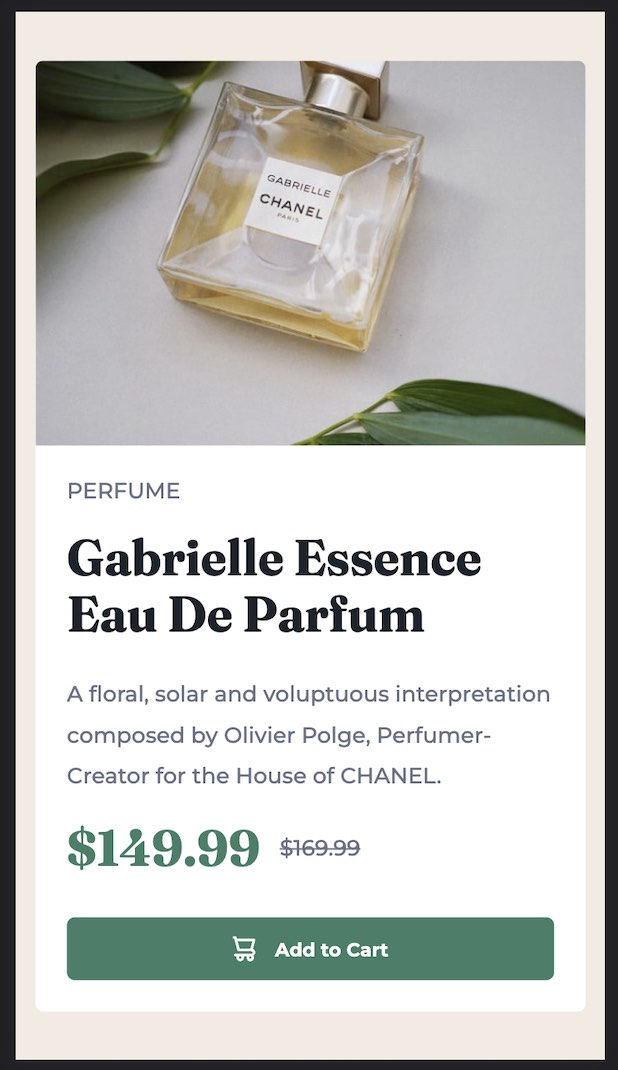 GABRIELLE
CHANEL
PARIS
PERFUME
Gabrielle Essence
Eau De Parfum
A floral, solar and voluptuous interpretation
composed by Olivier Polge, Perfumer-
Creator for the House of CHANEL.
$149.99 $169.99
Add to Cart